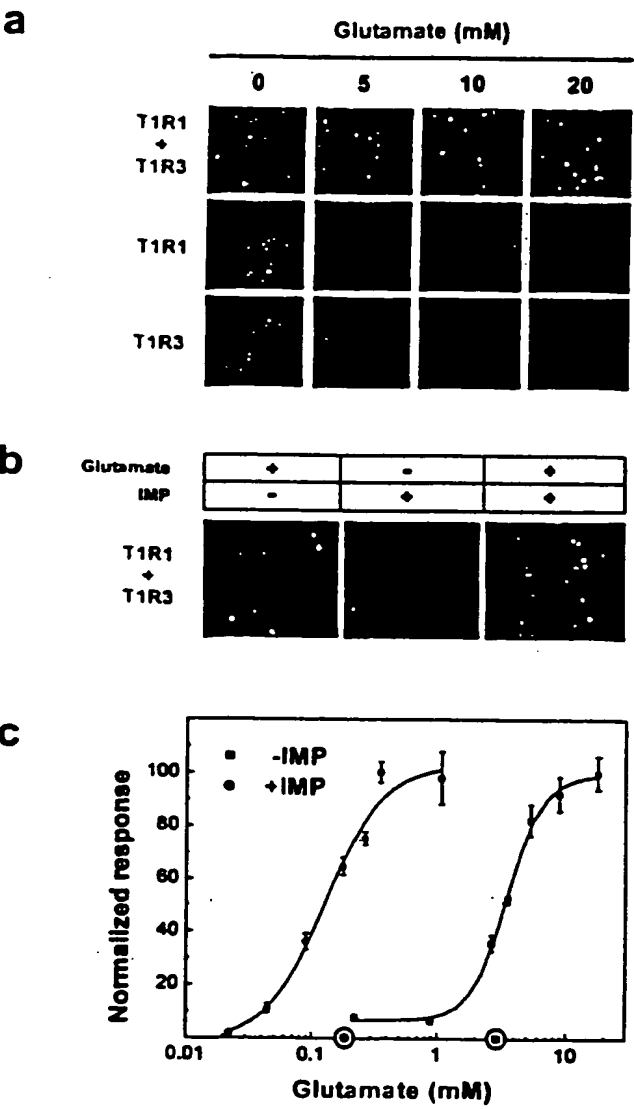 a
Glutamate (mM)
0 5 10 20
T1R1
+
T1R3
T1R1
T1R3
b
Glutamate + - +
IMP - + +
T1R1
+
T1R3
c
-IMP
+IMP
Normalized response
100
80
60
40
20
0.01 0.1 1 10
Glutamate (mM)